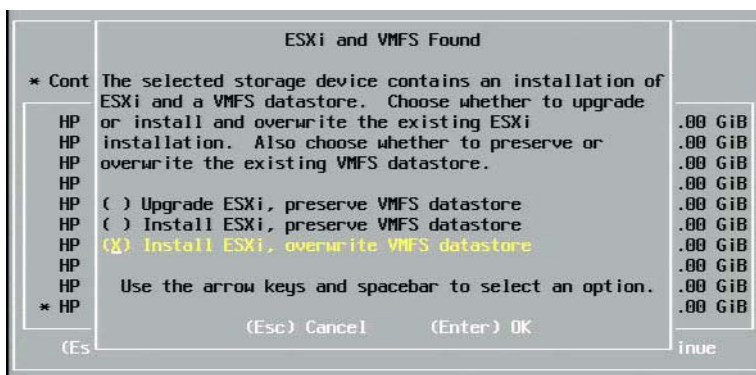 ESXi and VMFS Found
* Cont
The selected storage device contains an installation of
ESXi and a VMFS datastore. Choose whether to upgrade
or install and overwrite the existing ESXi
installation. Also choose whether to preserve or
overwrite the existing VMFS datastore.
( ) Upgrade ESXi, preserve VMFS datastore
( ) Install ESXi, preserve VMFS datastore
(X) Install ESXi, overwrite VMFS datastore
Use the arrow keys and spacebar to select an option.
(Esc) Cancel (Enter) OK
HP .00 GiB
HP .00 GiB
HP .00 GiB
HP .00 GiB
HP .00 GiB
HP .00 GiB
HP .00 GiB
HP .00 GiB
HP .00 GiB
* HP .00 GiB
(Es inue